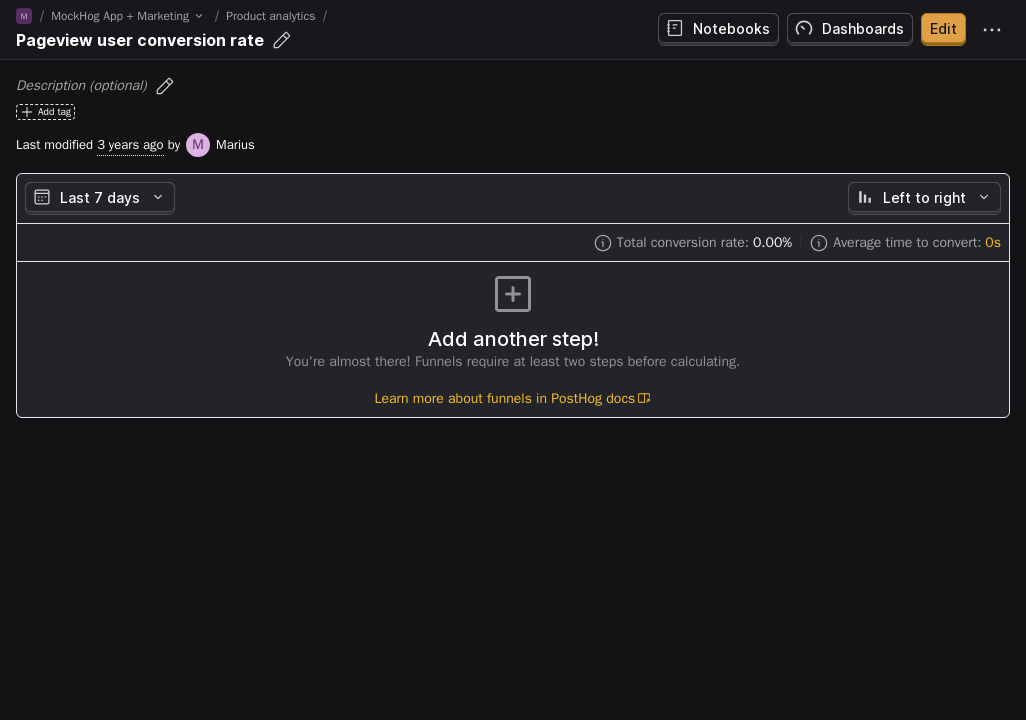 M / MockHog App + Marketing / Product analytics /
Pageview user conversion rate
Notebooks
Dashboards
Edit
Description (optional)
Add tag
Last modified 3 years ago by M Marius
Last 7 days
Left to right
Total conversion rate: 0.00%
Average time to convert: 0s
Add another step!
You're almost there! Funnels require at least two steps before calculating.
Learn more about funnels in PostHog docs